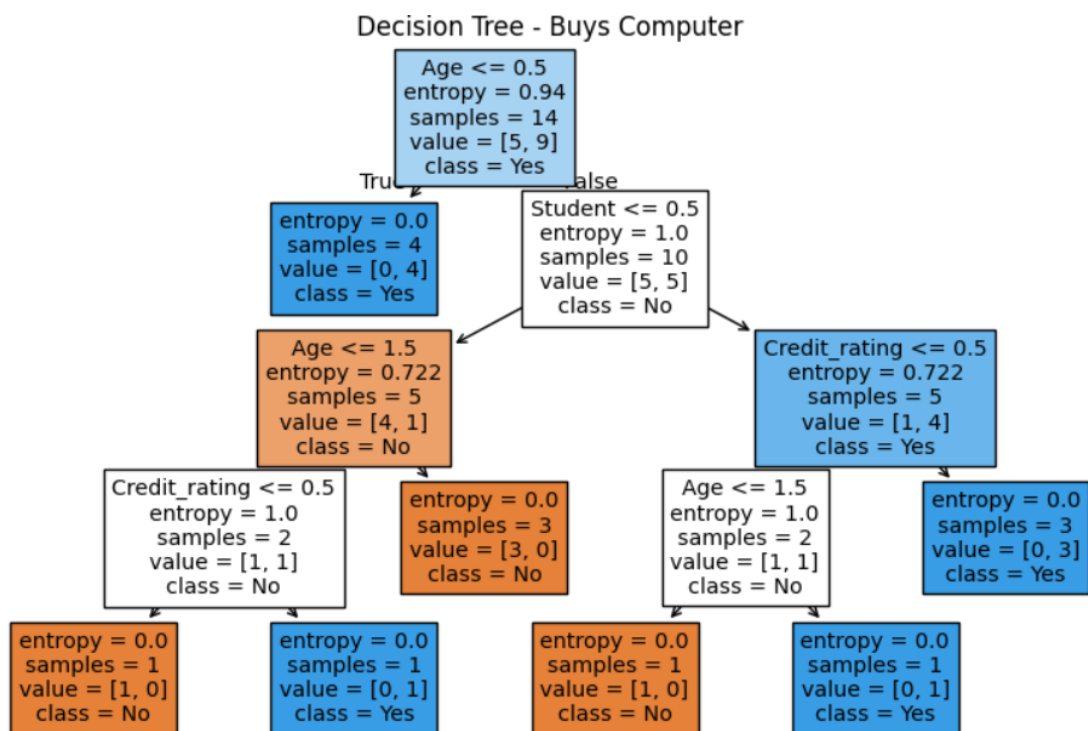 Decision Tree - Buys Computer
Age <= 0.5
entropy = 0.94
samples = 14
value = [5, 9]
class = Yes
True
entropy = 0.0
samples = 4
value = [0, 4]
class = Yes
Student <= 0.5
entropy = 1.0
samples = 10
value = [5, 5]
class = No
Age <= 1.5
entropy = 0.722
samples = 5
value = [4, 1]
class = No
Credit_rating <= 0.5
entropy = 0.722
samples = 5
value = [1, 4]
class = Yes
Credit_rating <= 0.5
entropy = 1.0
samples = 2
value = [1, 1]
class = No
entropy = 0.0
samples = 3
value = [3, 0]
class = No
Age <= 1.5
entropy = 1.0
samples = 2
value = [1, 1]
class = No
entropy = 0.0
samples = 3
value = [0, 3]
class = Yes
entropy = 0.0
samples = 1
value = [1, 0]
class = No
entropy = 0.0
samples = 1
value = [0, 1]
class = Yes
entropy = 0.0
samples = 1
value = [1, 0]
class = No
entropy = 0.0
samples = 1
value = [0, 1]
class = Yes